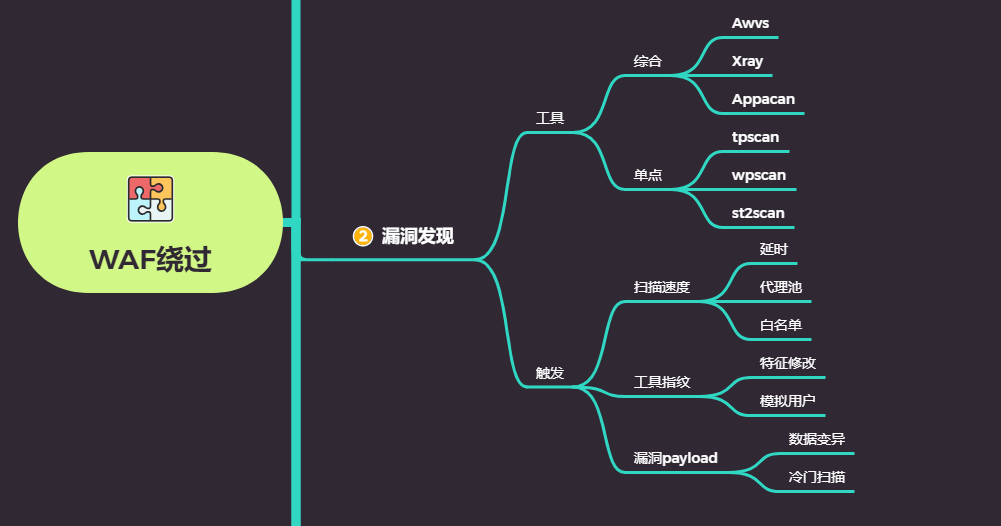 WAF绕过
2 漏洞发现
工具
综合
Awvs
Xray
Appacan
单点
tpscan
wpscan
st2scan
触发
扫描速度
延时
代理池
白名单
工具指纹
特征修改
模拟用户
漏洞payload
数据变异
冷门扫描